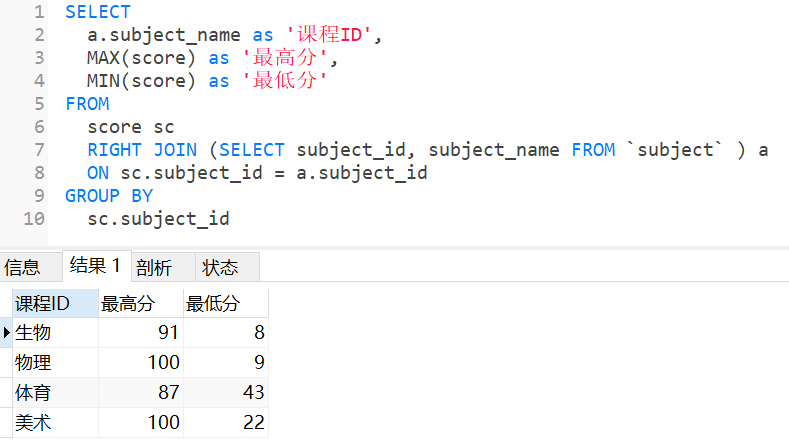 1 SELECT
2 a.subject_name as '课程ID',
3 MAX(score) as '最高分',
4 MIN(score) as '最低分'
5 FROM
6 score sc
7 RIGHT JOIN (SELECT subject_id, subject_name FROM `subject` ) a
8 ON sc.subject_id = a.subject_id
9 GROUP BY
10 sc.subject_id
信息 结果 1 剖析 状态
课程ID 最高分 最低分
生物 91 8
物理 100 9
体育 87 43
美术 100 22